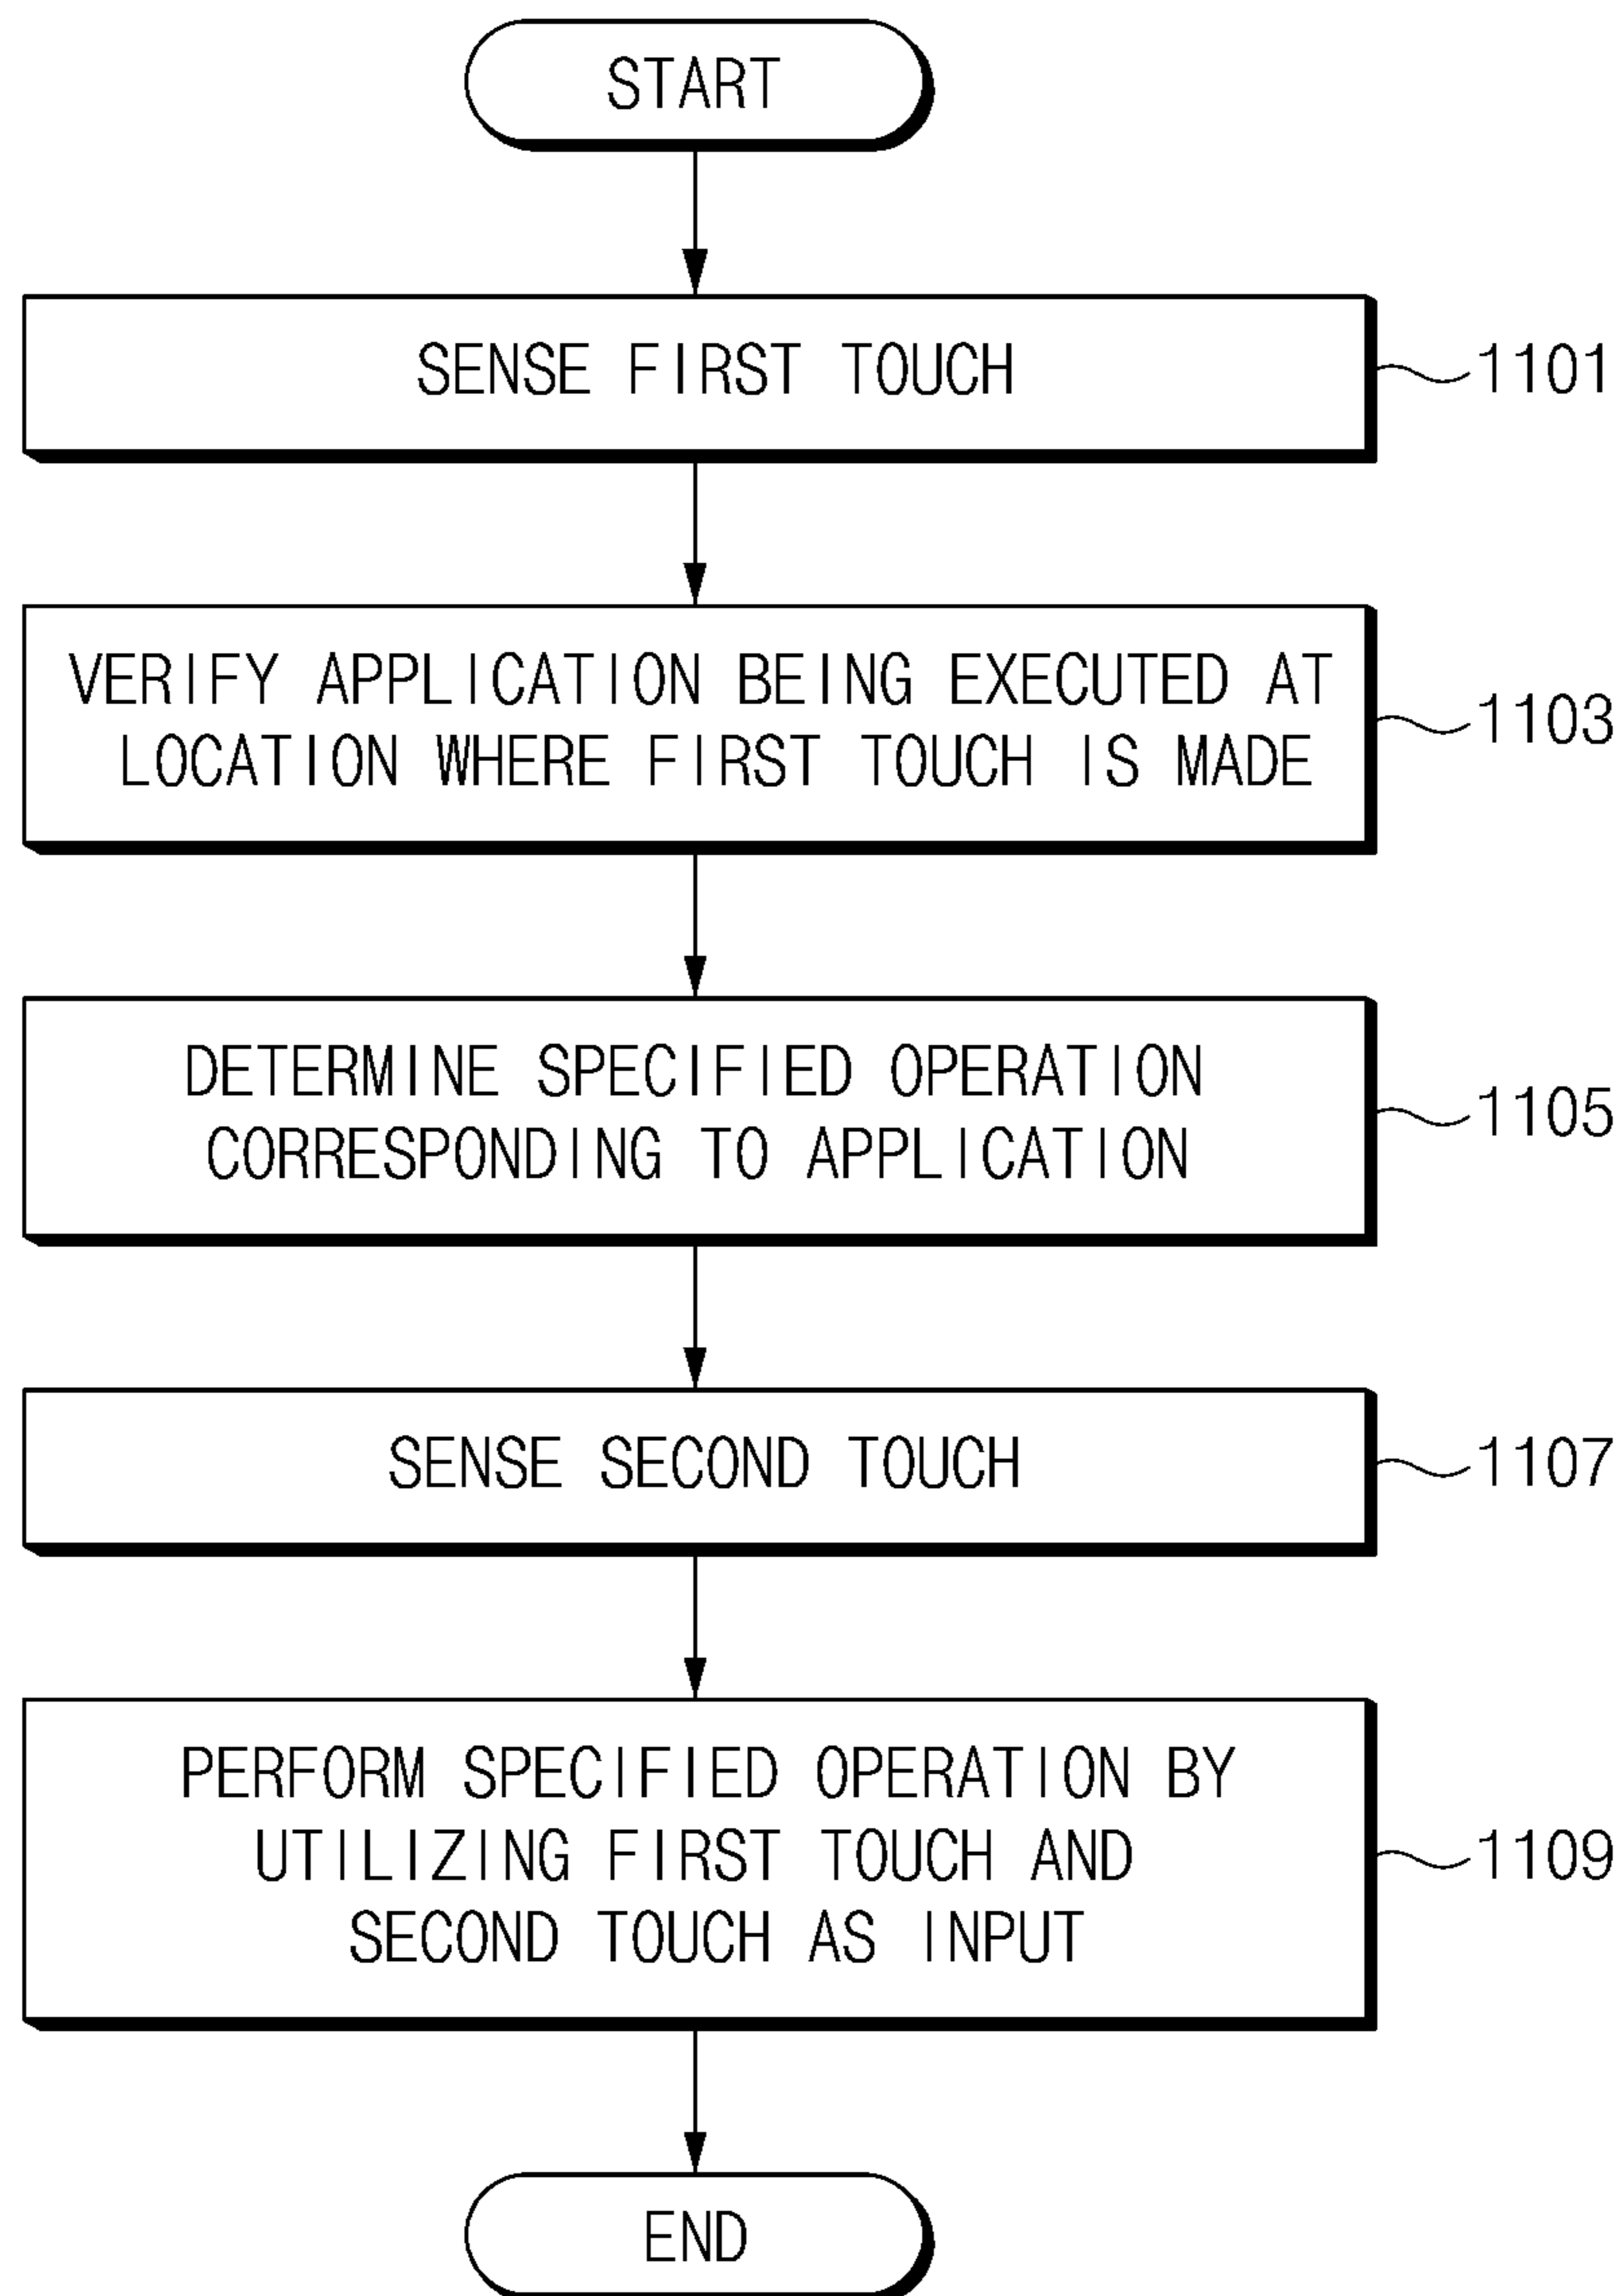 START
SENSE FIRST TOUCH
1101
VERIFY APPLICATION BEING EXECUTED AT
LOCATION WHERE FIRST TOUCH IS MADE
1103
DETERMINE SPECIFIED OPERATION
CORRESPONDING TO APPLICATION
1105
SENSE SECOND TOUCH
1107
PERFORM SPECIFIED OPERATION BY
UTILIZING FIRST TOUCH AND
SECOND TOUCH AS INPUT
1109
END